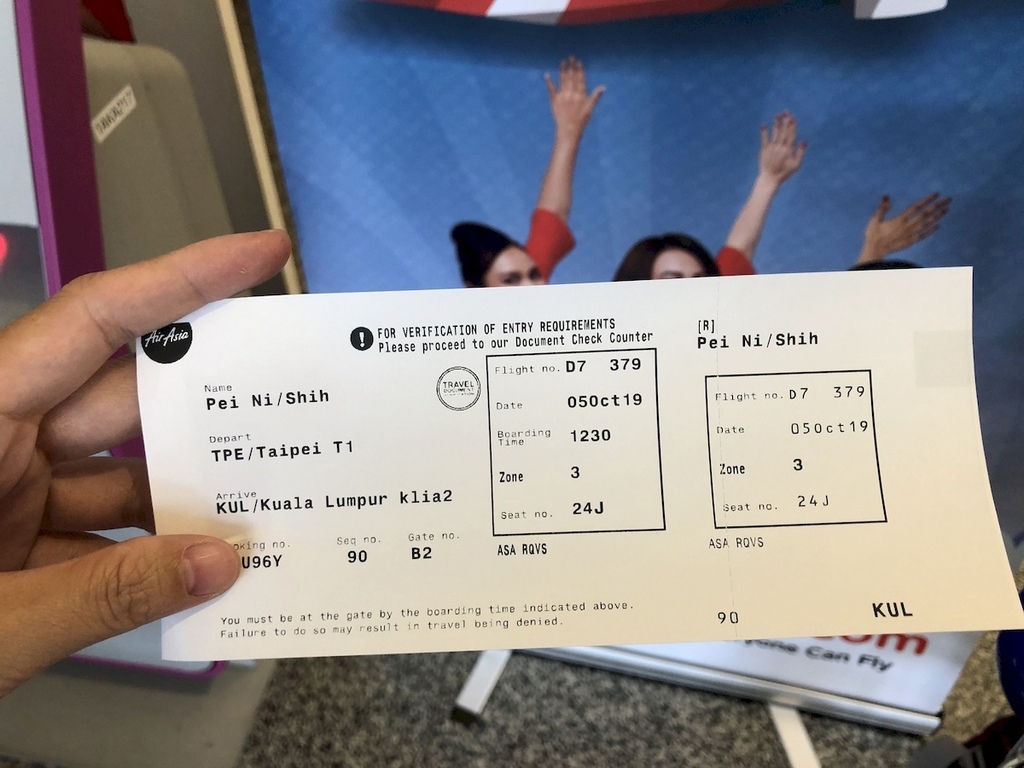 TAWKAZ17
AirAsia
FOR VERIFICATION OF ENTRY REQUIREMENTS
Please proceed to our Document Check Counter
TRAVEL
DOCUMENT
Name
Pei Ni/Shih
Depart
TPE/Taipei T1
Arrive
KUL/Kuala Lumpur klia2
Seq no.
Gate no.
U96Y
90
B2
Flight no. D7 379
Date 05Oct19
Boarding Time 1230
Zone 3
Seat no. 24J
ASA RQVS
You must be at the gate by the boarding time indicated above.
Failure to do so may result in travel being denied.
[R]
Pei Ni/Shih
Flight no. D7 379
Date 05Oct19
Zone 3
Seat no. 24J
ASA RQVS
90
KUL
Can Fly